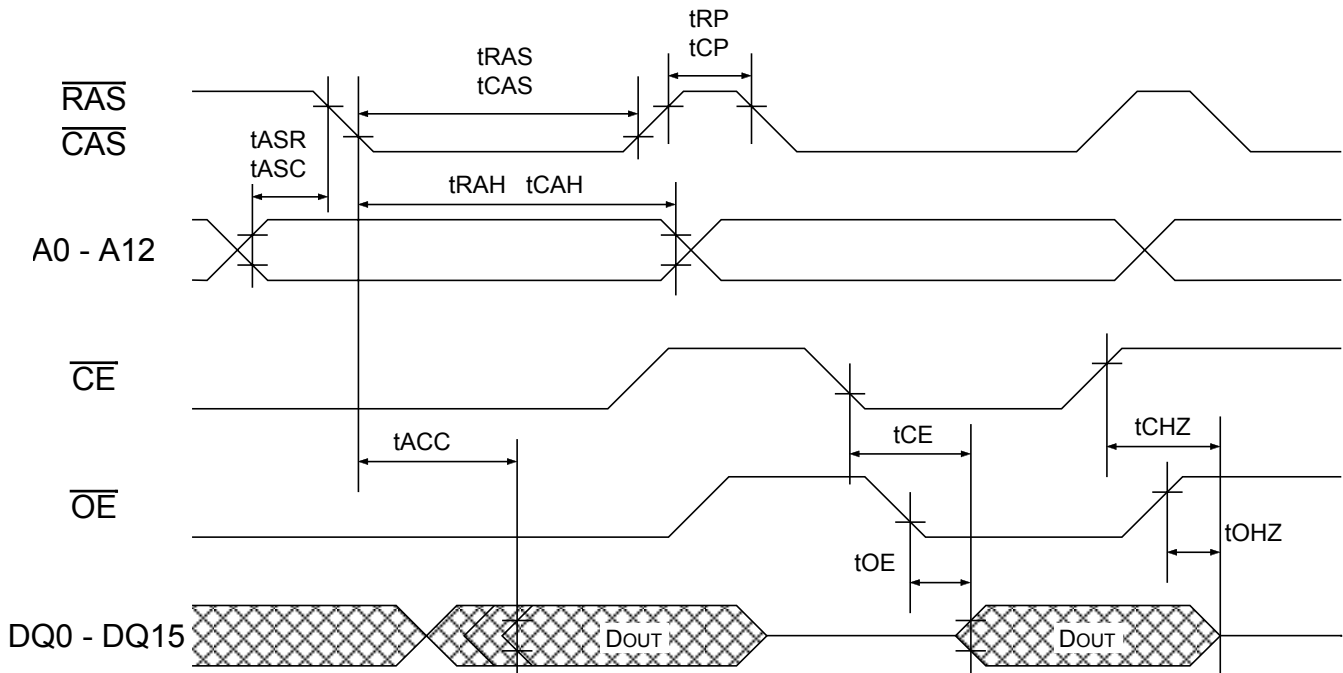 tRP
tCP
tRAS
tCAS
RAS
CAS
tASR
tASC
tRAH tCAH
A0 - A12
CE
tACC
tCE
tCHZ
OE
tOE
tOHZ
DQ0 - DQ15
DOUT
DOUT